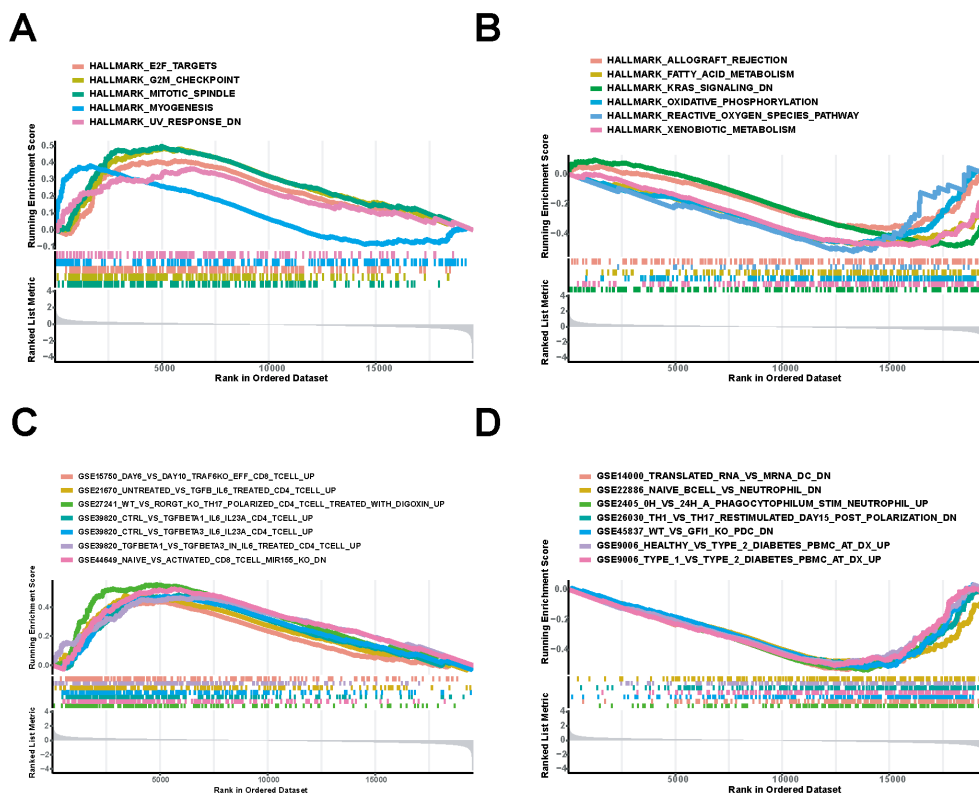 A
HALLMARK_E2F_TARGETS
HALLMARK_G2M_CHECKPOINT
HALLMARK_MITOTIC_SPINDLE
HALLMARK_MYOGENESIS
HALLMARK_UV_RESPONSE_DN
Running Enrichment Score
0.5
0.4
0.3
0.2
0.1
0.0
−0.1
Ranked List Metric
4
2
0
−2
−4
5000
10000
15000
Rank in Ordered Dataset
B
HALLMARK_ALLOGRAFT_REJECTION
HALLMARK_FATTY_ACID_METABOLISM
HALLMARK_KRAS_SIGNALING_DN
HALLMARK_OXIDATIVE_PHOSPHORYLATION
HALLMARK_REACTIVE_OXYGEN_SPECIES_PATHWAY
HALLMARK_XENOBIOTIC_METABOLISM
Running Enrichment Score
0.0
−0.2
−0.4
Ranked List Metric
4
2
0
−2
−4
5000
10000
15000
Rank in Ordered Dataset
C
GSE15750_DAY6_VS_DAY10_TRAF6KO_EFF_CD8_TCELL_UP
GSE21670_UNTREATED_VS_TGFB_IL6_TREATED_CD4_TCELL_UP
GSE27241_WT_VS_RORGT_KO_TH17_POLARIZED_CD4_TCELL_TREATED_WITH_DIGOXIN_UP
GSE39820_CTRL_VS_TGFBETA1_IL6_IL23A_CD4_TCELL_UP
GSE39820_CTRL_VS_TGFBETA3_IL6_IL23A_CD4_TCELL_UP
GSE39820_TGFBETA1_VS_TGFBETA3_IN_IL6_TREATED_CD4_TCELL_UP
GSE44649_NAIVE_VS_ACTIVATED_CD8_TCELL_MIR155_KO_DN
Running Enrichment Score
0.4
0.2
0.0
Ranked List Metric
4
2
0
−2
−4
5000
10000
15000
Rank in Ordered Dataset
D
GSE14000_TRANSLATED_RNA_VS_MRNA_DC_DN
GSE22886_NAIVE_BCELL_VS_NEUTROPHIL_DN
GSE2405_0H_VS_24H_A_PHAGOCYTOPHILUM_STIM_NEUTROPHIL_UP
GSE26030_TH1_VS_TH17_RESTIMULATED_DAY15_POST_POLARIZATION_DN
GSE45837_WT_VS_GFI1_KO_PDC_DN
GSE9006_HEALTHY_VS_TYPE_2_DIABETES_PBMC_AT_DX_UP
GSE9006_TYPE_1_VS_TYPE_2_DIABETES_PBMC_AT_DX_UP
Running Enrichment Score
0.0
−0.2
−0.4
Ranked List Metric
4
2
0
−2
−4
5000
10000
15000
Rank in Ordered Dataset